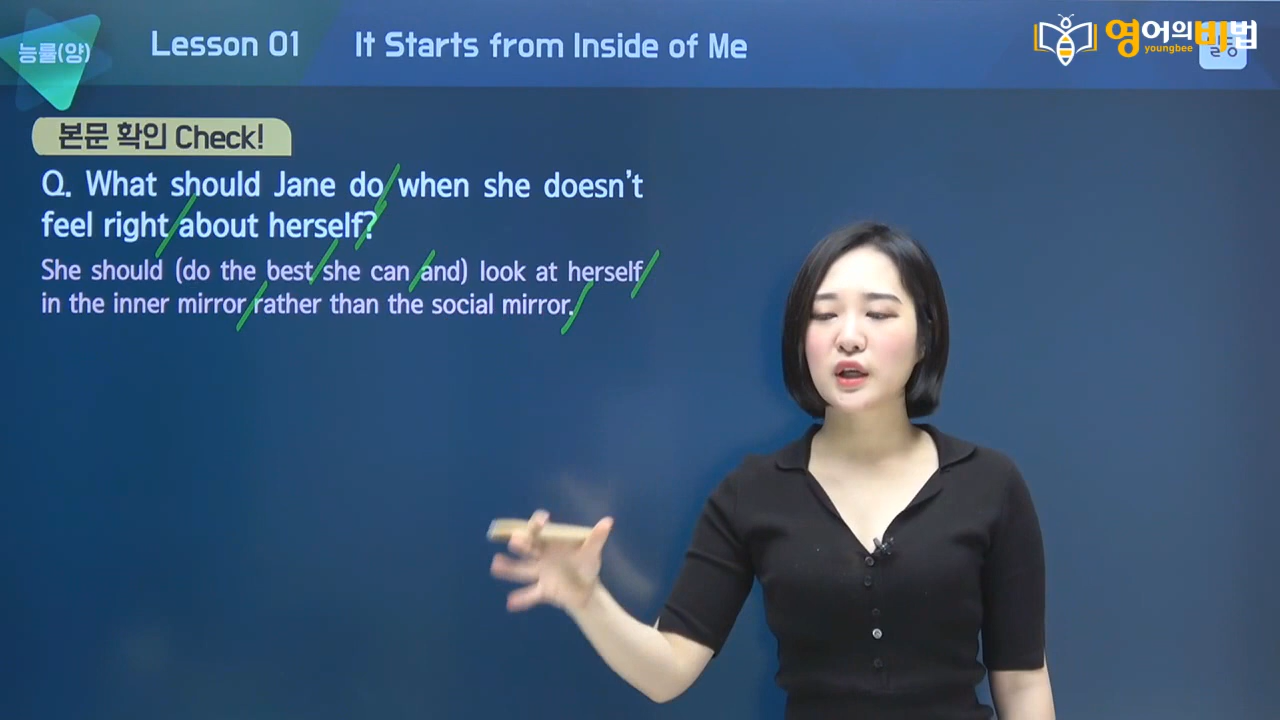 능률(양)
Lesson 01 It Starts from Inside of Me
영어의비법
youngbee
본문 확인 Check!
Q. What should Jane do when she doesn't
feel right about herself?
She should (do the best she can and) look at herself
in the inner mirror rather than the social mirror.